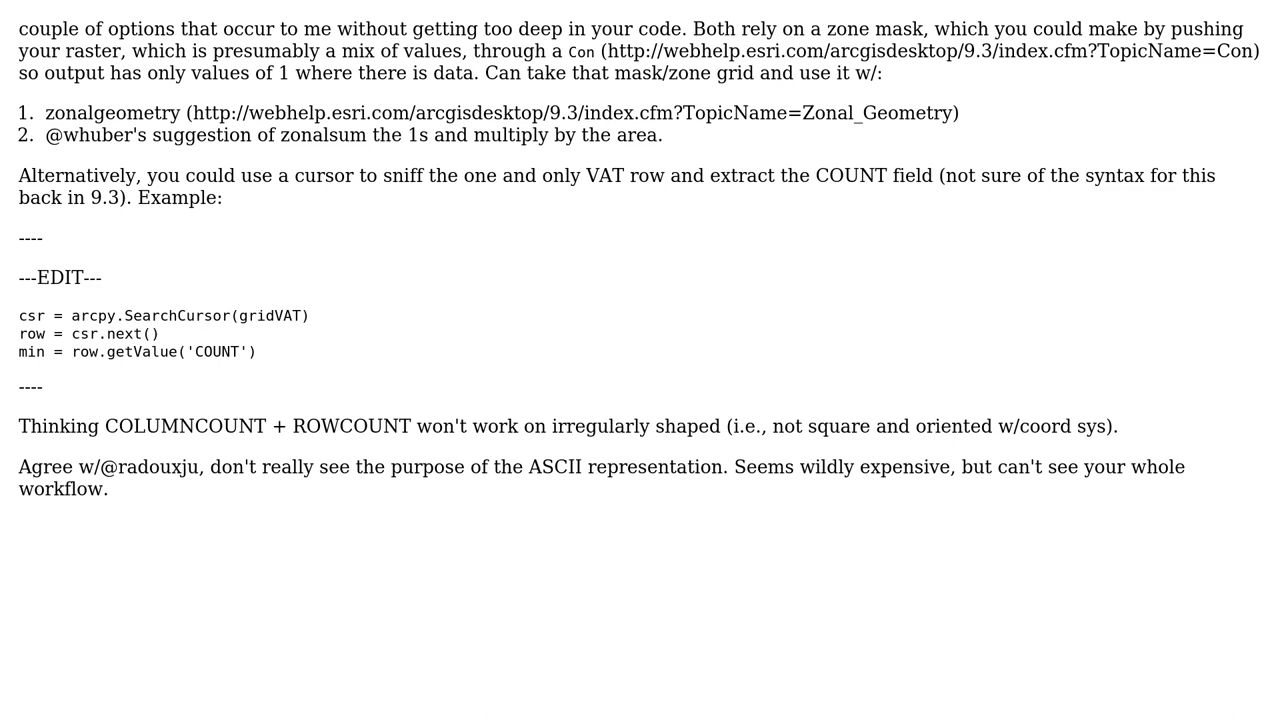 couple of options that occur to me without getting too deep in your code. Both rely on a zone mask, which you could make by pushing
your raster, which is presumably a mix of values, through a Con (http://webhelp.esri.com/arcgisdesktop/9.3/index.cfm?TopicName=Con)
so output has only values of 1 where there is data. Can take that mask/zone grid and use it w/:
1. zonalgeometry (http://webhelp.esri.com/arcgisdesktop/9.3/index.cfm?TopicName=Zonal_Geometry)
2. @whuber's suggestion of zonalsum the 1s and multiply by the area.
Alternatively, you could use a cursor to sniff the one and only VAT row and extract the COUNT field (not sure of the syntax for this
back in 9.3). Example:
----
---EDIT---
csr = arcpy.SearchCursor(gridVAT)
row = csr.next()
min = row.getValue('COUNT')
----
Thinking COLUMNCOUNT + ROWCOUNT won't work on irregularly shaped (i.e., not square and oriented w/coord sys).
Agree w/@radouxju, don't really see the purpose of the ASCII representation. Seems wildly expensive, but can't see your whole
workflow.